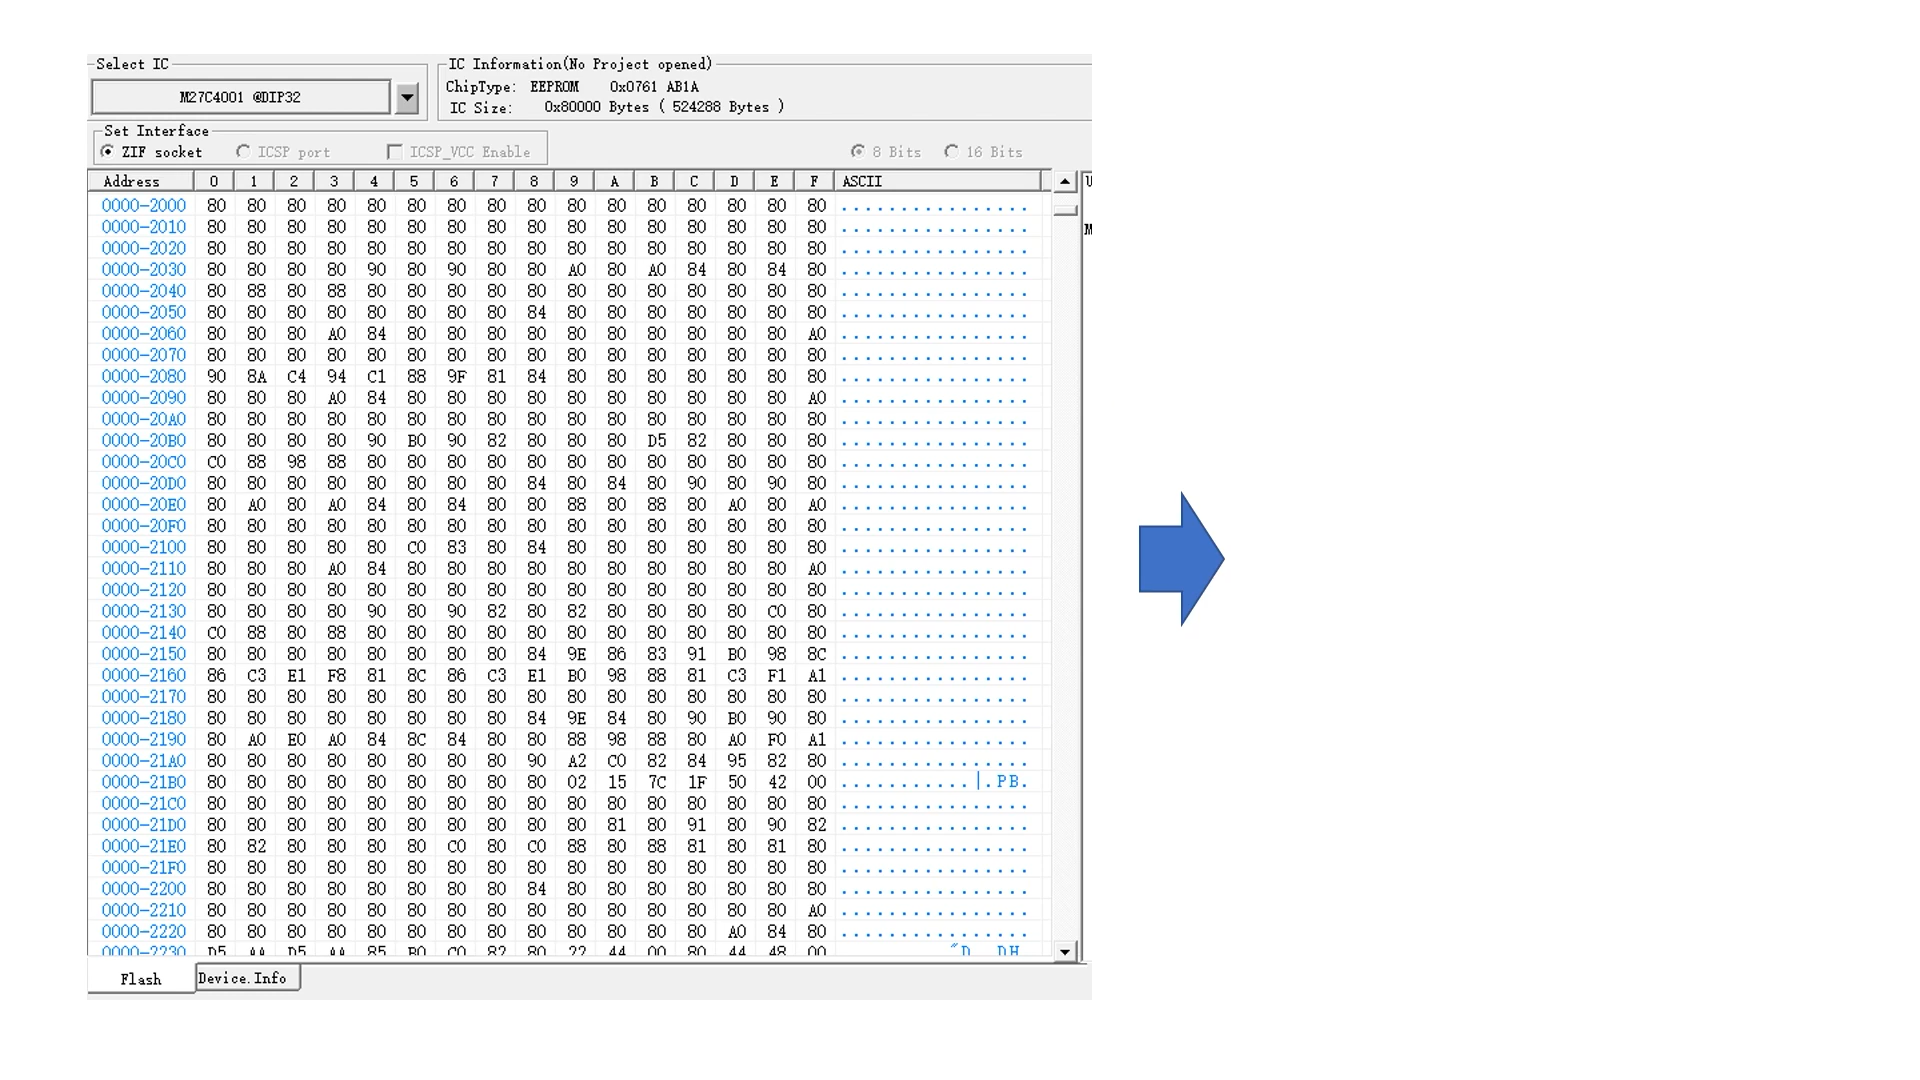 Select IC
IC Information(No Project opened)
M27C4001 @DIP32
ChipType: EEPROM 0x0761 AB1A
IC Size: 0x80000 Bytes ( 524288 Bytes )
Set Interface
ZIF socket ICSP port ICSP_VCC Enable 8 Bits 16 Bits
Address 0 1 2 3 4 5 6 7 8 9 A B C D E F ASCII
0000-2000 80 80 80 80 80 80 80 80 80 80 80 80 80 80 80 80 ................
0000-2010 80 80 80 80 80 80 80 80 80 80 80 80 80 80 80 80 ................
0000-2020 80 80 80 80 80 80 80 80 80 80 80 80 80 80 80 80 ................
0000-2030 80 80 80 80 90 80 90 80 80 A0 80 A0 84 80 84 80 ................
0000-2040 80 88 80 88 80 80 80 80 80 80 80 80 80 80 80 80 ................
0000-2050 80 80 80 80 80 80 80 80 84 80 80 80 80 80 80 80 ................
0000-2060 80 80 80 A0 84 80 80 80 80 80 80 80 80 80 80 A0 ................
0000-2070 80 80 80 80 80 80 80 80 80 80 80 80 80 80 80 80 ................
0000-2080 90 8A C4 94 C1 88 9F 81 84 80 80 80 80 80 80 80 ................
0000-2090 80 80 80 A0 84 80 80 80 80 80 80 80 80 80 80 A0 ................
0000-20A0 80 80 80 80 80 80 80 80 80 80 80 80 80 80 80 80 ................
0000-20B0 80 80 80 80 90 B0 90 82 80 80 80 D5 82 80 80 80 ................
0000-20C0 C0 88 98 88 80 80 80 80 80 80 80 80 80 80 80 80 ................
0000-20D0 80 80 80 80 80 80 80 80 84 80 84 80 90 80 90 80 ................
0000-20E0 80 A0 80 A0 84 80 84 80 80 88 80 88 80 A0 80 A0 ................
0000-20F0 80 80 80 80 80 80 80 80 80 80 80 80 80 80 80 80 ................
0000-2100 80 80 80 80 80 C0 83 80 84 80 80 80 80 80 80 80 ................
0000-2110 80 80 80 A0 84 80 80 80 80 80 80 80 80 80 80 A0 ................
0000-2120 80 80 80 80 80 80 80 80 80 80 80 80 80 80 80 80 ................
0000-2130 80 80 80 80 90 80 90 82 80 82 80 80 80 80 C0 80 ................
0000-2140 C0 88 80 88 80 80 80 80 80 80 80 80 80 80 80 80 ................
0000-2150 80 80 80 80 80 80 80 80 84 9E 86 83 91 B0 98 8C ................
0000-2160 86 C3 E1 F8 81 8C 86 C3 E1 B0 98 88 81 C3 F1 A1 ................
0000-2170 80 80 80 80 80 80 80 80 80 80 80 80 80 80 80 80 ................
0000-2180 80 80 80 80 80 80 80 80 84 9E 84 80 90 B0 90 80 ................
0000-2190 80 A0 E0 A0 84 8C 84 80 80 88 98 88 80 A0 F0 A1 ................
0000-21A0 80 80 80 80 80 80 80 80 90 A2 C0 82 84 95 82 80 ................
0000-21B0 80 80 80 80 80 80 80 80 80 02 15 7C 1F 50 42 00 ...........|.PB.
0000-21C0 80 80 80 80 80 80 80 80 80 80 80 80 80 80 80 80 ................
0000-21D0 80 80 80 80 80 80 80 80 80 80 81 80 91 80 90 82 ................
0000-21E0 80 82 80 80 80 80 C0 80 C0 88 80 88 81 80 81 80 ................
0000-21F0 80 80 80 80 80 80 80 80 80 80 80 80 80 80 80 80 ................
0000-2200 80 80 80 80 80 80 80 80 84 80 80 80 80 80 80 80 ................
0000-2210 80 80 80 80 80 80 80 80 80 80 80 80 80 80 80 A0 ................
0000-2220 80 80 80 80 80 80 80 80 80 80 80 80 80 A0 84 80 ................
0000-2230 D5 AA D5 AA 85 B0 C0 82 80 22 44 00 80 44 48 00 "D DH
Flash Device.Info